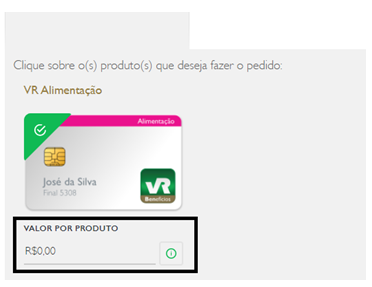 Clique sobre o(s) produto(s) que deseja fazer o pedido:
VR Alimentação
Alimentação
José da Silva
Final 5308
VR
Benefícios
VALOR POR PRODUTO
R$0,00